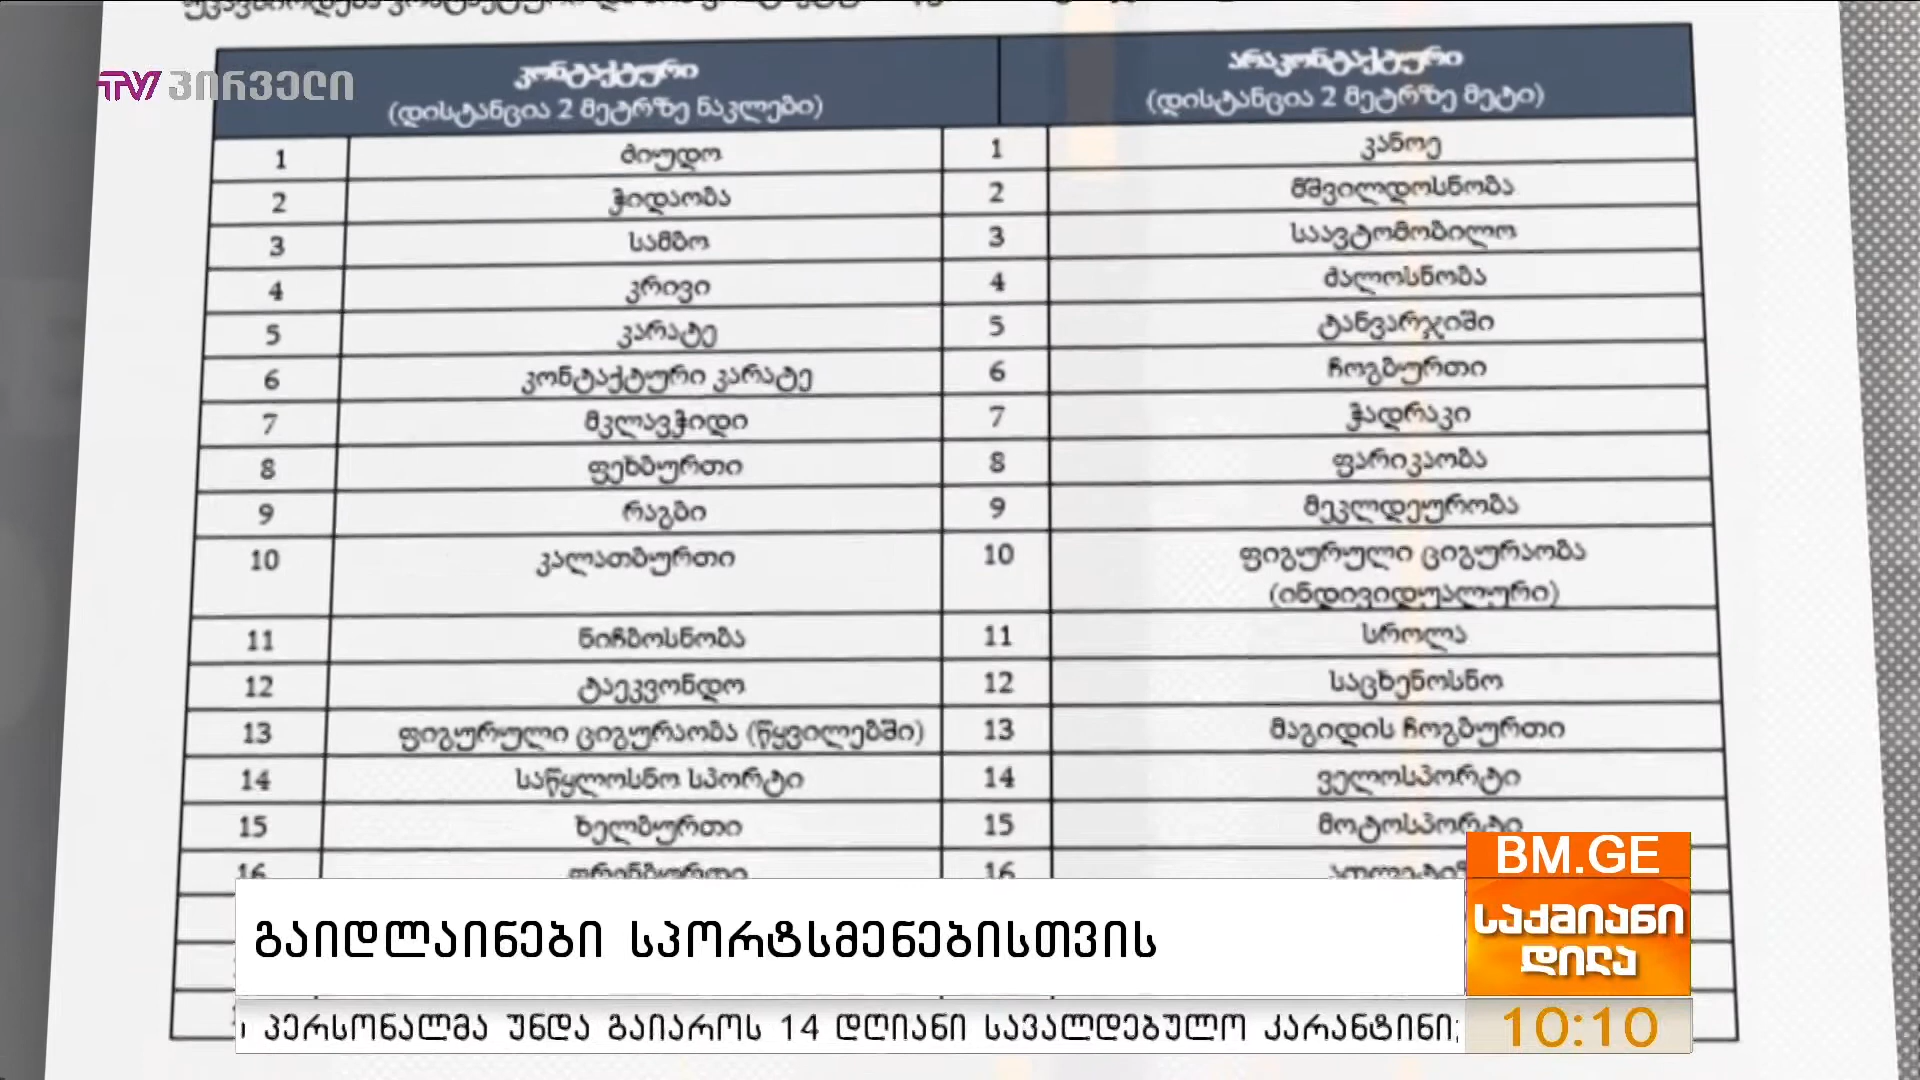 კონტაქტური
(დისტანცია 2 მეტრზე ნაკლები)
არაკონტაქტური
(დისტანცია 2 მეტრზე მეტი)
TV პირველი
1 ძიუდო 1 კანოე
2 ჭიდაობა 2 მშვილდოსნობა
3 სამბო 3 საავტომობილო
4 კრივი 4 ძალოსნობა
5 კარატე 5 ტანვარჯიში
6 კონტაქტური კარატე 6 ჩოგბურთი
7 მკლავჭიდი 7 ჭადრაკი
8 ფეხბურთი 8 ფარიკაობა
9 რაგბი 9 მეკლდეურობა
10 კალათბურთი 10 ფიგურული ციგურაობა
(ინდივიდუალური)
11 ნიჩბოსნობა 11 სროლა
12 ტაეკვონდო 12 საცხენოსნო
13 ფიგურული ციგურაობა (წყვილებში) 13 მაგიდის ჩოგბურთი
14 საწყლოსნო სპორტი 14 ველოსპორტი
15 ხელბურთი 15 მოტოსპორტი
16 ფრენბურთი 16
BM.GE
გაიდლაინები სპორტსმენებისთვის
საქმიანი
დილა
პერსონალმა უნდა გაიაროს 14 დღიანი სავალდებულო კარანტინი;
10:10